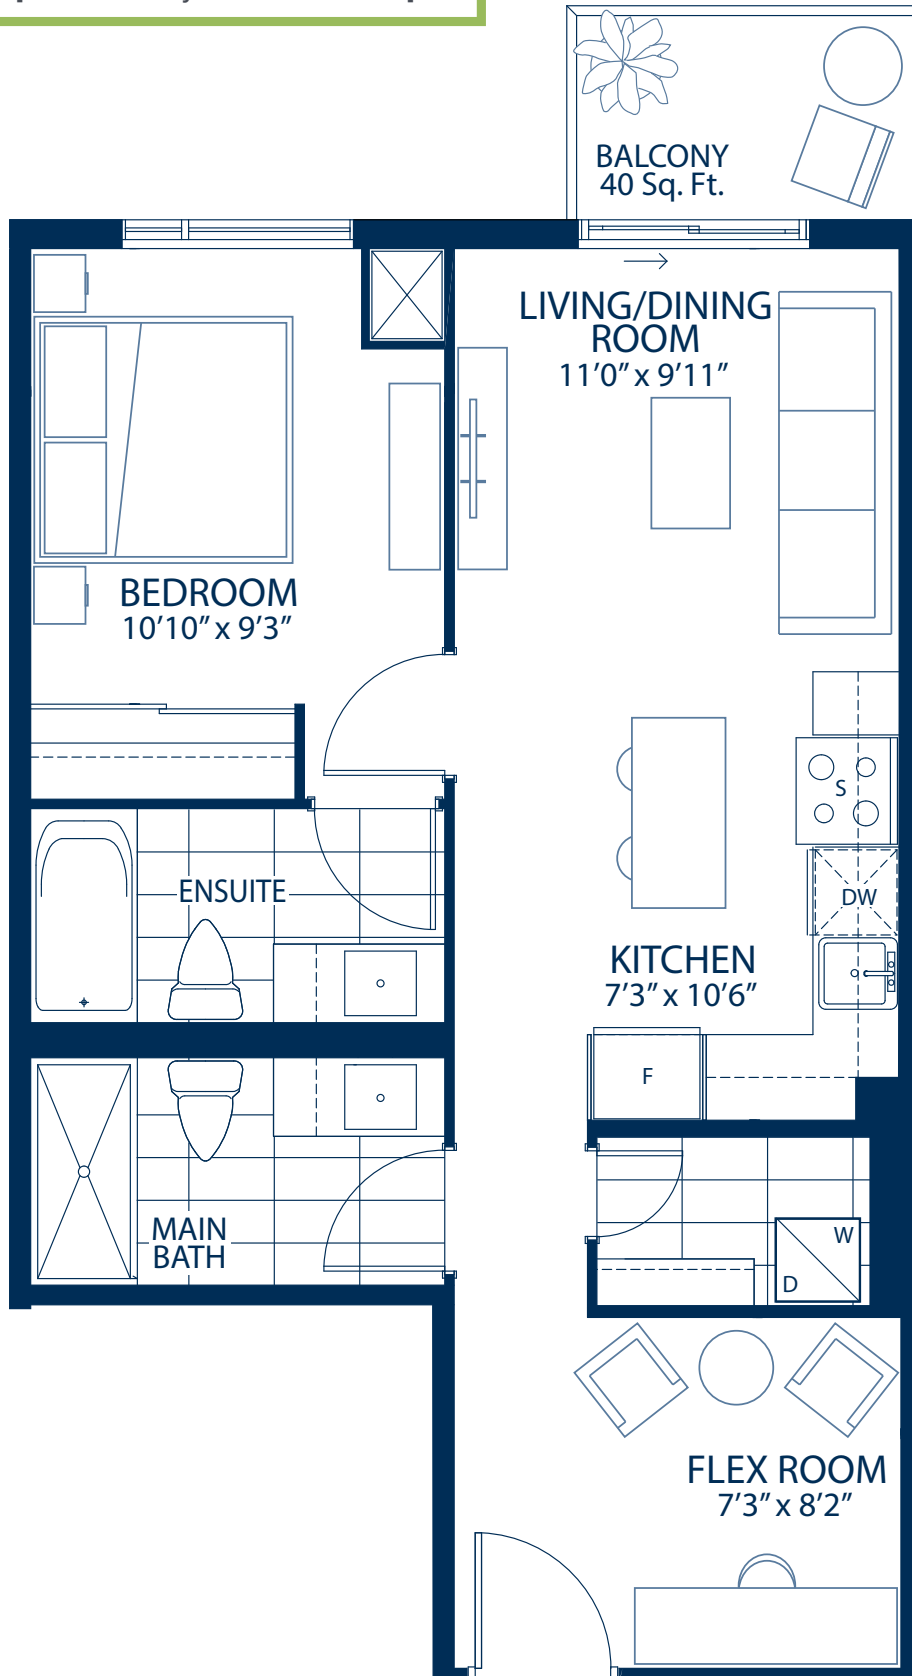 BALCONY
40 Sq. Ft.
LIVING/DINING
ROOM
11'0" x 9'11"
BEDROOM
10'10" x 9'3"
S
DW
ENSUITE
KITCHEN
7'3" x 10'6"
F
MAIN
BATH
W
D
FLEX ROOM
7'3" x 8'2"